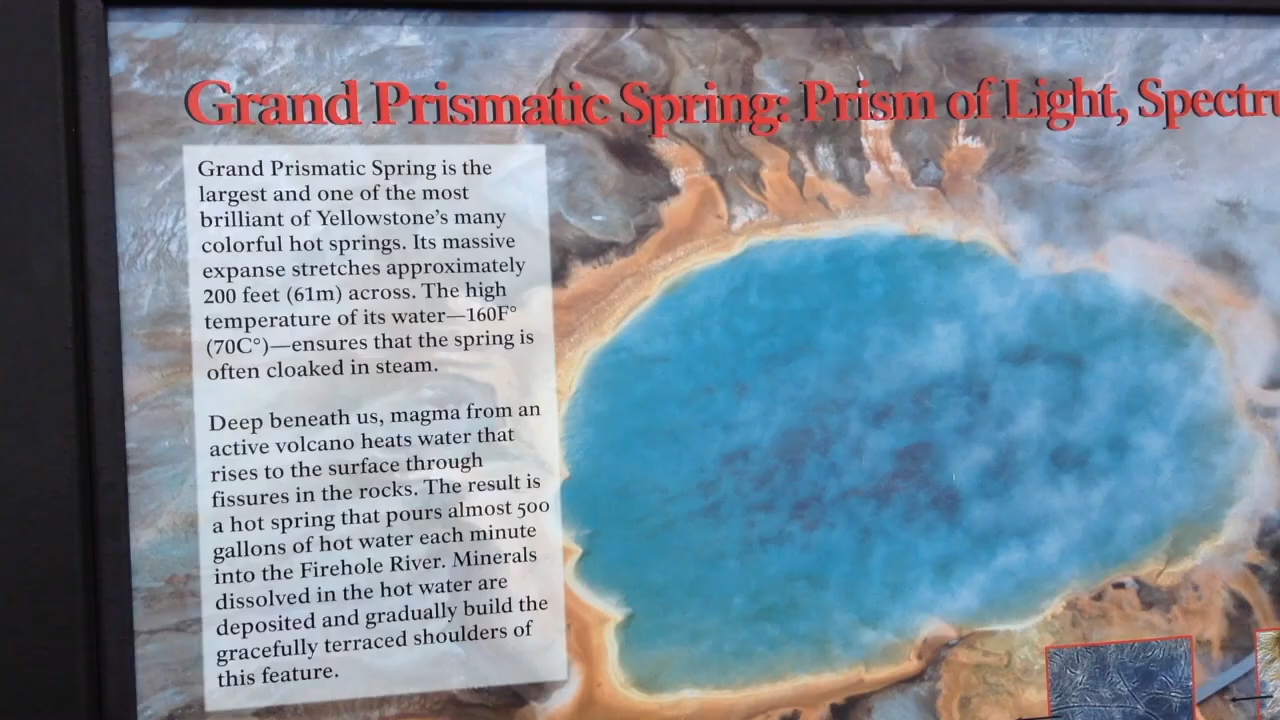 Grand Prismatic Spring: Prism of Light, Spectru
Grand Prismatic Spring is the
largest and one of the most
brilliant of Yellowstone's many
colorful hot springs. Its massive
expanse stretches approximately
200 feet (61m) across. The high
temperature of its water—160F°
(70C°)—ensures that the spring is
often cloaked in steam.
Deep beneath us, magma from an
active volcano heats water that
rises to the surface through
fissures in the rocks. The result is
a hot spring that pours almost 500
gallons of hot water each minute
into the Firehole River. Minerals
dissolved in the hot water are
deposited and gradually build the
gracefully terraced shoulders of
this feature.